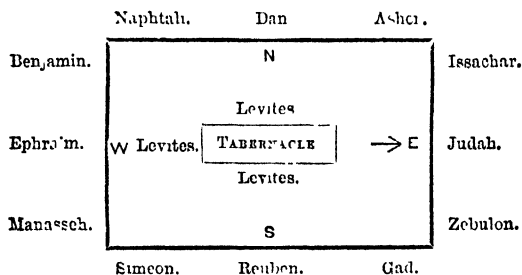 Naphtali. Dan Asher.
N
Benjamin. Issachar.
Levites
Ephraim. W Levites. TABERNACLE E Judah.
Levites.
Manasseh. Zebulon.
S
Simeon. Reuben. Gad.